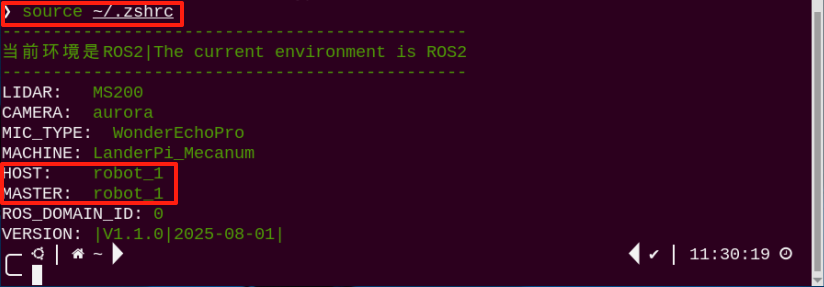 ❯ source ~/.zshrc
-----------------------------------------------
当前环境是ROS2|The current environment is ROS2
-----------------------------------------------
LIDAR: MS200
CAMERA: aurora
MIC_TYPE: WonderEchoPro
MACHINE: LanderPi_Mecanum
HOST: robot_1
MASTER: robot_1
ROS_DOMAIN_ID: 0
VERSION: |V1.1.0|2025-08-01|
~ ✔ 11:30:19